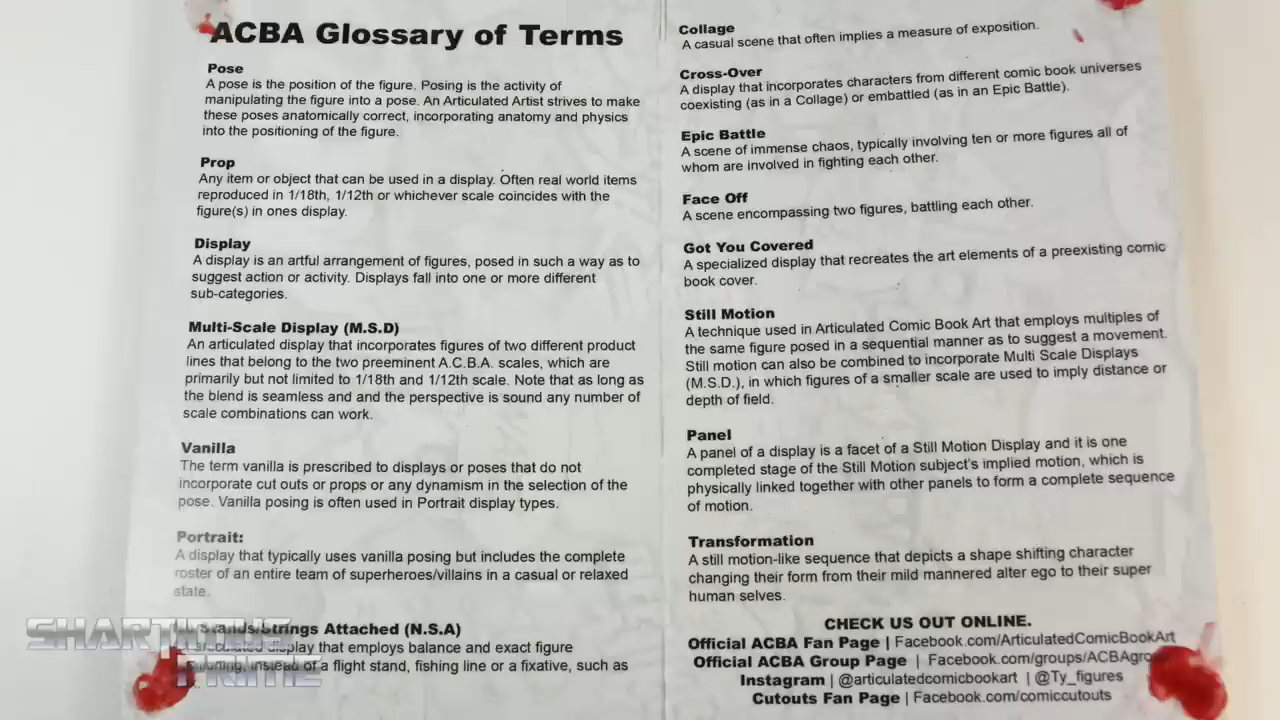 ACBA Glossary of Terms
Pose
A pose is the position of the figure. Posing is the activity of
manipulating the figure into a pose. An Articulated Artist strives to make
these poses anatomically correct, incorporating anatomy and physics
into the positioning of the figure.
Prop
Any item or object that can be used in a display. Often real world items
reproduced in 1/18th, 1/12th or whichever scale coincides with the
figure(s) in ones display.
Display
A display is an artful arrangement of figures, posed in such a way as to
suggest action or activity. Displays fall into one or more different
sub-categories.
Multi-Scale Display (M.S.D)
An articulated display that incorporates figures of two different product
lines that belong to the two preeminent A.C.B.A. scales, which are
primarily but not limited to 1/18th and 1/12th scale. Note that as long as
the blend is seamless and and the perspective is sound any number of
scale combinations can work.
Vanilla
The term vanilla is prescribed to displays or poses that do not
incorporate cut outs or props or any dynamism in the selection of the
pose. Vanilla posing is often used in Portrait display types.
Portrait:
A display that typically uses vanilla posing but includes the complete
roster of an entire team of superheroes/villains in a casual or relaxed
state.
Stands/Strings Attached (N.S.A)
display that employs balance and exact figure
instead of a flight stand, fishing line or a fixative, such as
SHARTIMUS
PRIME
Collage
A casual scene that often implies a measure of exposition.
Cross-Over
A display that incorporates characters from different comic book universes
coexisting (as in a Collage) or embattled (as in an Epic Battle).
Epic Battle
A scene of immense chaos, typically involving ten or more figures all of
whom are involved in fighting each other.
Face Off
A scene encompassing two figures, battling each other.
Got You Covered
A specialized display that recreates the art elements of a preexisting comic
book cover.
Still Motion
A technique used in Articulated Comic Book Art that employs multiples of
the same figure posed in a sequential manner as to suggest a movement.
Still motion can also be combined to incorporate Multi Scale Displays
(M.S.D.), in which figures of a smaller scale are used to imply distance or
depth of field.
Panel
A panel of a display is a facet of a Still Motion Display and it is one
completed stage of the Still Motion subject's implied motion, which is
physically linked together with other panels to form a complete sequence
of motion.
Transformation
A still motion-like sequence that depicts a shape shifting character
changing their form from their mild mannered alter ego to their super
human selves.
CHECK US OUT ONLINE.
Official ACBA Fan Page | Facebook.com/ArticulatedComicBookArt
Official ACBA Group Page | Facebook.com/groups/ACBAgro
Instagram | @articulatedcomicbookart | @Ty_figures
Cutouts Fan Page | Facebook.com/comiccutouts